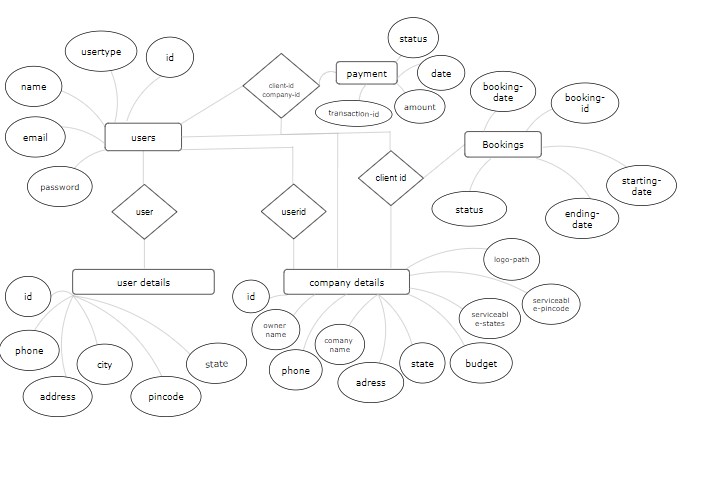 status
usertype
id
payment
date
name
client-id
company-id
booking-
date
booking-
id
transaction-id
amount
email
users
Bookings
client id
password
starting-
date
status
user
userid
ending-
date
logo-path
user details
company details
id
id
serviceabl
e-pincode
serviceabl
e-states
owner
name
comany
name
phone
city
state
phone
state
budget
address
pincode
adress